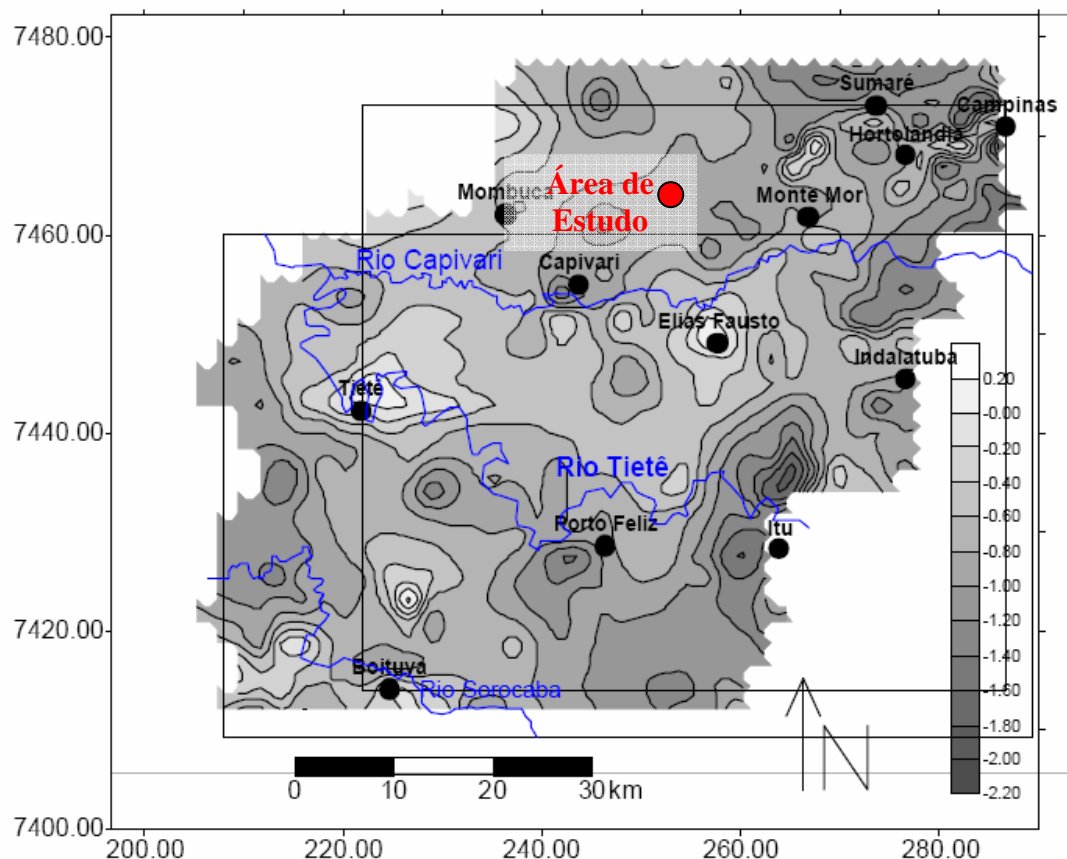 7480.00
7460.00
7440.00
7420.00
7400.00
200.00
220.00
240.00
260.00
280.00
Sumaré
Campinas
Hortolandia
Mombuca
Área de
Estudo
Monte Mor
Rio Capivari
Capivari
Elias Fausto
Indaiatuba
Tietê
Rio Tietê
Porto Feliz
Itu
Boituva
Rio Sorocaba
0.20
-0.00
-0.20
-0.40
-0.60
-0.80
-1.00
-1.20
-1.40
-1.60
-1.80
-2.00
-2.20
N
0 10 20 30 km